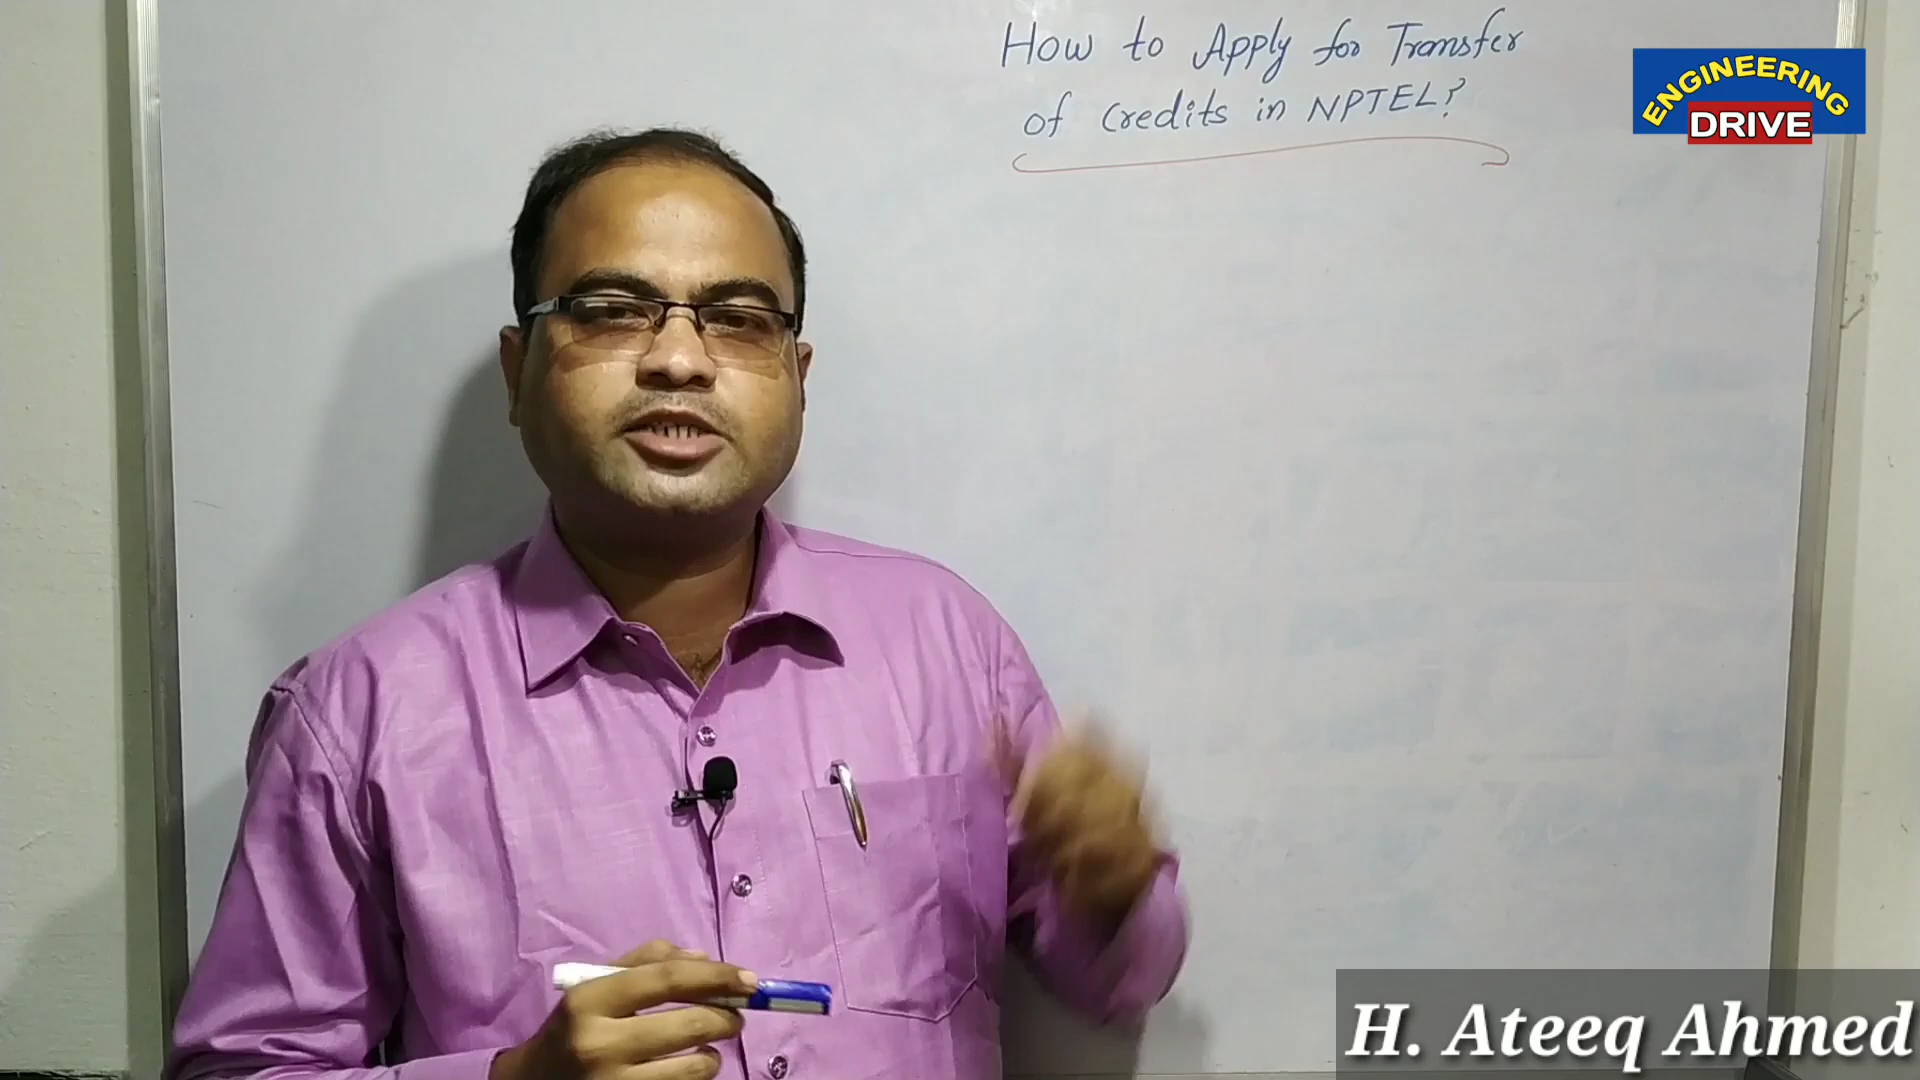 How to Apply for Transfer
of Credits in NPTEL?
ENGINEERING
DRIVE
H. Ateeq Ahmed